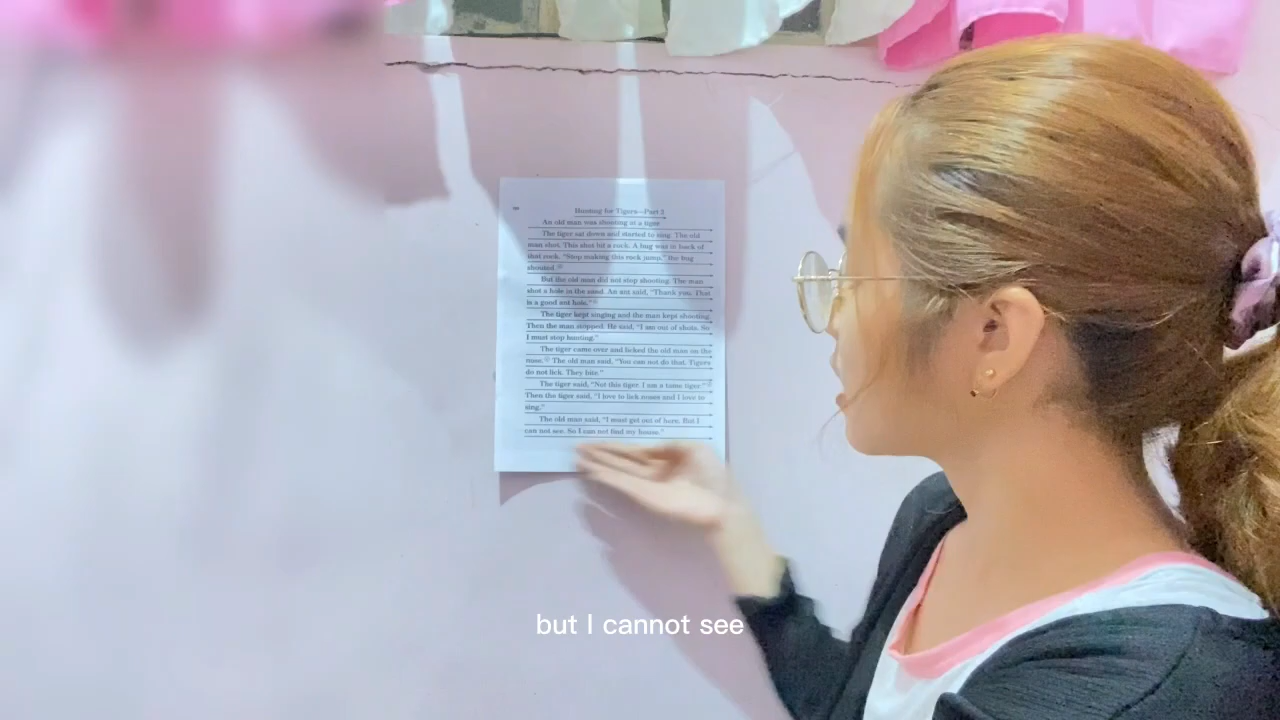 Hunting for Tigers—Part 2
An old man was shooting at a tiger.
The tiger sat down and started to sing. The old
man shot. This shot hit a rock. A bug was in back of
that rock. "Stop making this rock jump," the bug
shouted.
But the old man did not stop shooting. The man
shot a hole in the sand. An ant said, "Thank you. That
is a good ant hole."
The tiger kept singing and the man kept shooting.
Then the man stopped. He said, "I am out of shots. So
I must stop hunting."
The tiger came over and licked the old man on the
nose. The old man said, "You can not do that. Tigers
do not lick. They bite."
The tiger said, "Not this tiger. I am a tame tiger."
Then the tiger said, "I love to lick noses and I love to
sing."
The old man said, "I must get out of here. But I
can not see. So I can not find my house."
but I cannot see